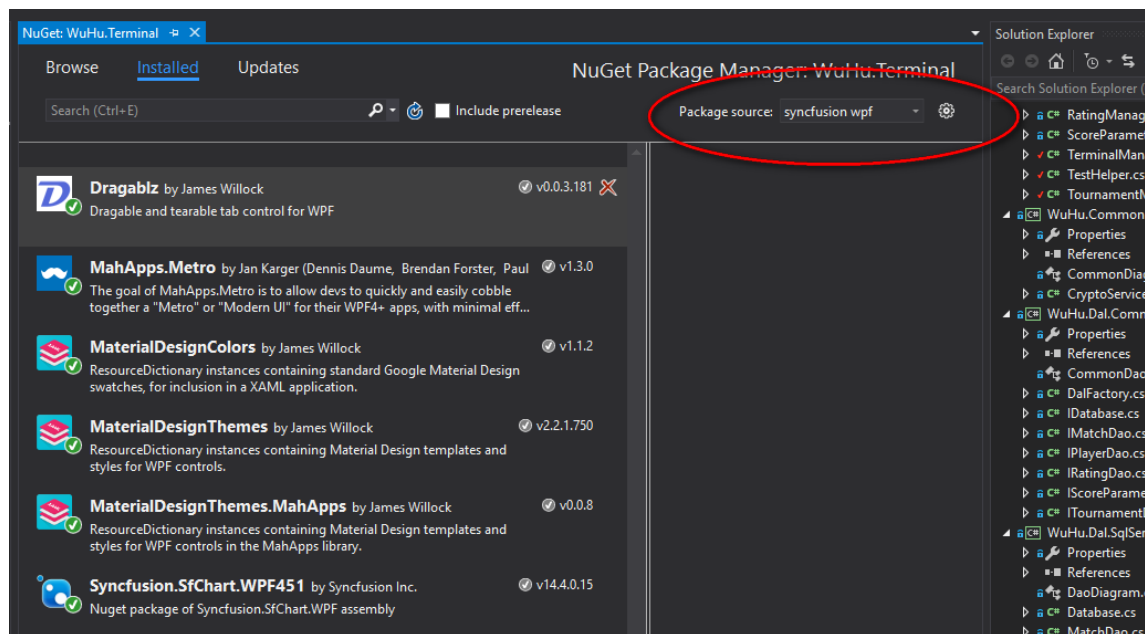 NuGet: WuHu.Terminal
Browse Installed Updates
NuGet Package Manager: WuHu.Terminal
Search (Ctrl+E)
Include prerelease
Package source: syncfusion wpf
Dragablz by James Willock v0.0.3.181
Dragable and tearable tab control for WPF
MahApps.Metro by Jan Karger (Dennis Daume, Brendan Forster, Paul v1.3.0
The goal of MahApps.Metro is to allow devs to quickly and easily cobble
together a "Metro" or "Modern UI" for their WPF4+ apps, with minimal eff...
MaterialDesignColors by James Willock v1.1.2
ResourceDictionary instances containing standard Google Material Design
swatches, for inclusion in a XAML application.
MaterialDesignThemes by James Willock v2.2.1.750
ResourceDictionary instances containing Material Design templates and
styles for WPF controls.
MaterialDesignThemes.MahApps by James Willock v0.0.8
ResourceDictionary instances containing Material Design templates and
styles for WPF controls in the MahApps library.
Syncfusion.SfChart.WPF451 by Syncfusion Inc. v14.4.0.15
Nuget package of Syncfusion.SfChart.WPF assembly
Solution Explorer
Search Solution Explorer (
C# RatingManag
C# ScoreParamet
C# TerminalMan
C# TestHelper.cs
C# TournamentM
C# WuHu.Common
Properties
References
CommonDiag
C# CryptoService
C# WuHu.Dal.Comm
Properties
References
CommonDao
C# DalFactory.cs
C# IDatabase.cs
C# IMatchDao.cs
C# IPlayerDao.cs
C# IRatingDao.cs
C# IScoreParame
C# ITournament
C# WuHu.Dal.SqlSer
Properties
References
DaoDiagram.
C# Database.cs
C# MatchDao.cs